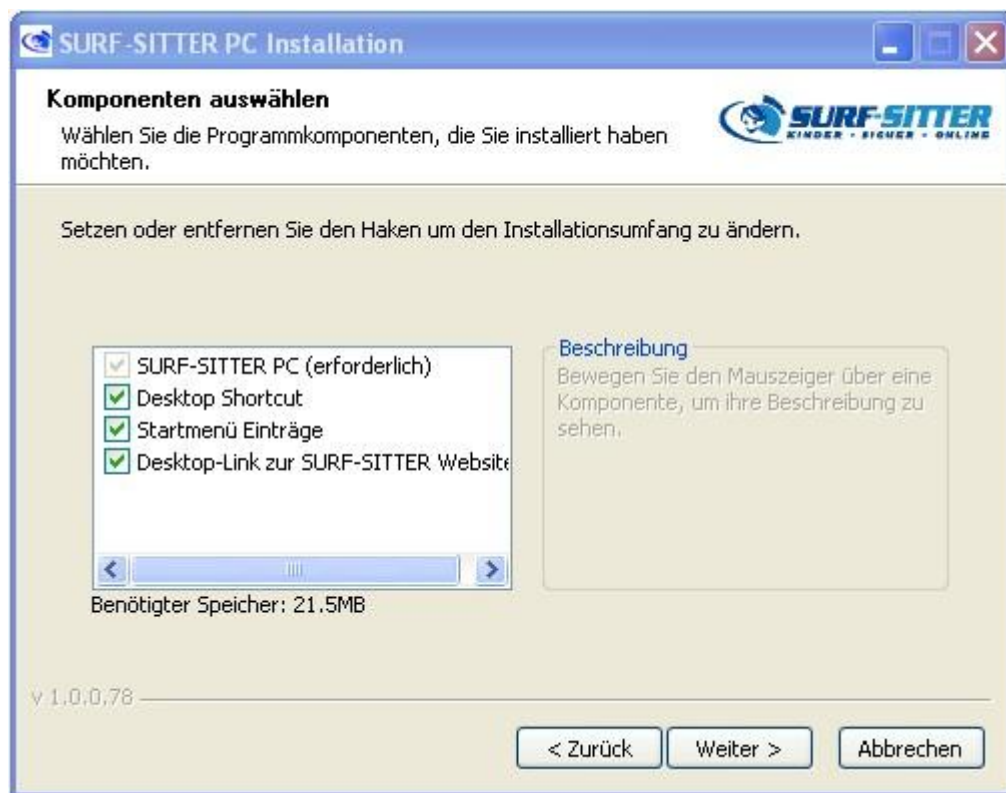 SURF-SITTER PC Installation
Komponenten auswählen
Wählen Sie die Programmkomponenten, die Sie installiert haben
möchten.
SURF-SITTER
KINDER • SICHER • ONLINE
Setzen oder entfernen Sie den Haken um den Installationsumfang zu ändern.
SURF-SITTER PC (erforderlich)
Desktop Shortcut
Startmenü Einträge
Desktop-Link zur SURF-SITTER Website
Beschreibung
Bewegen Sie den Mauszeiger über eine
Komponente, um ihre Beschreibung zu
sehen.
Benötigter Speicher: 21.5MB
v 1.0.0.78
< Zurück
Weiter >
Abbrechen